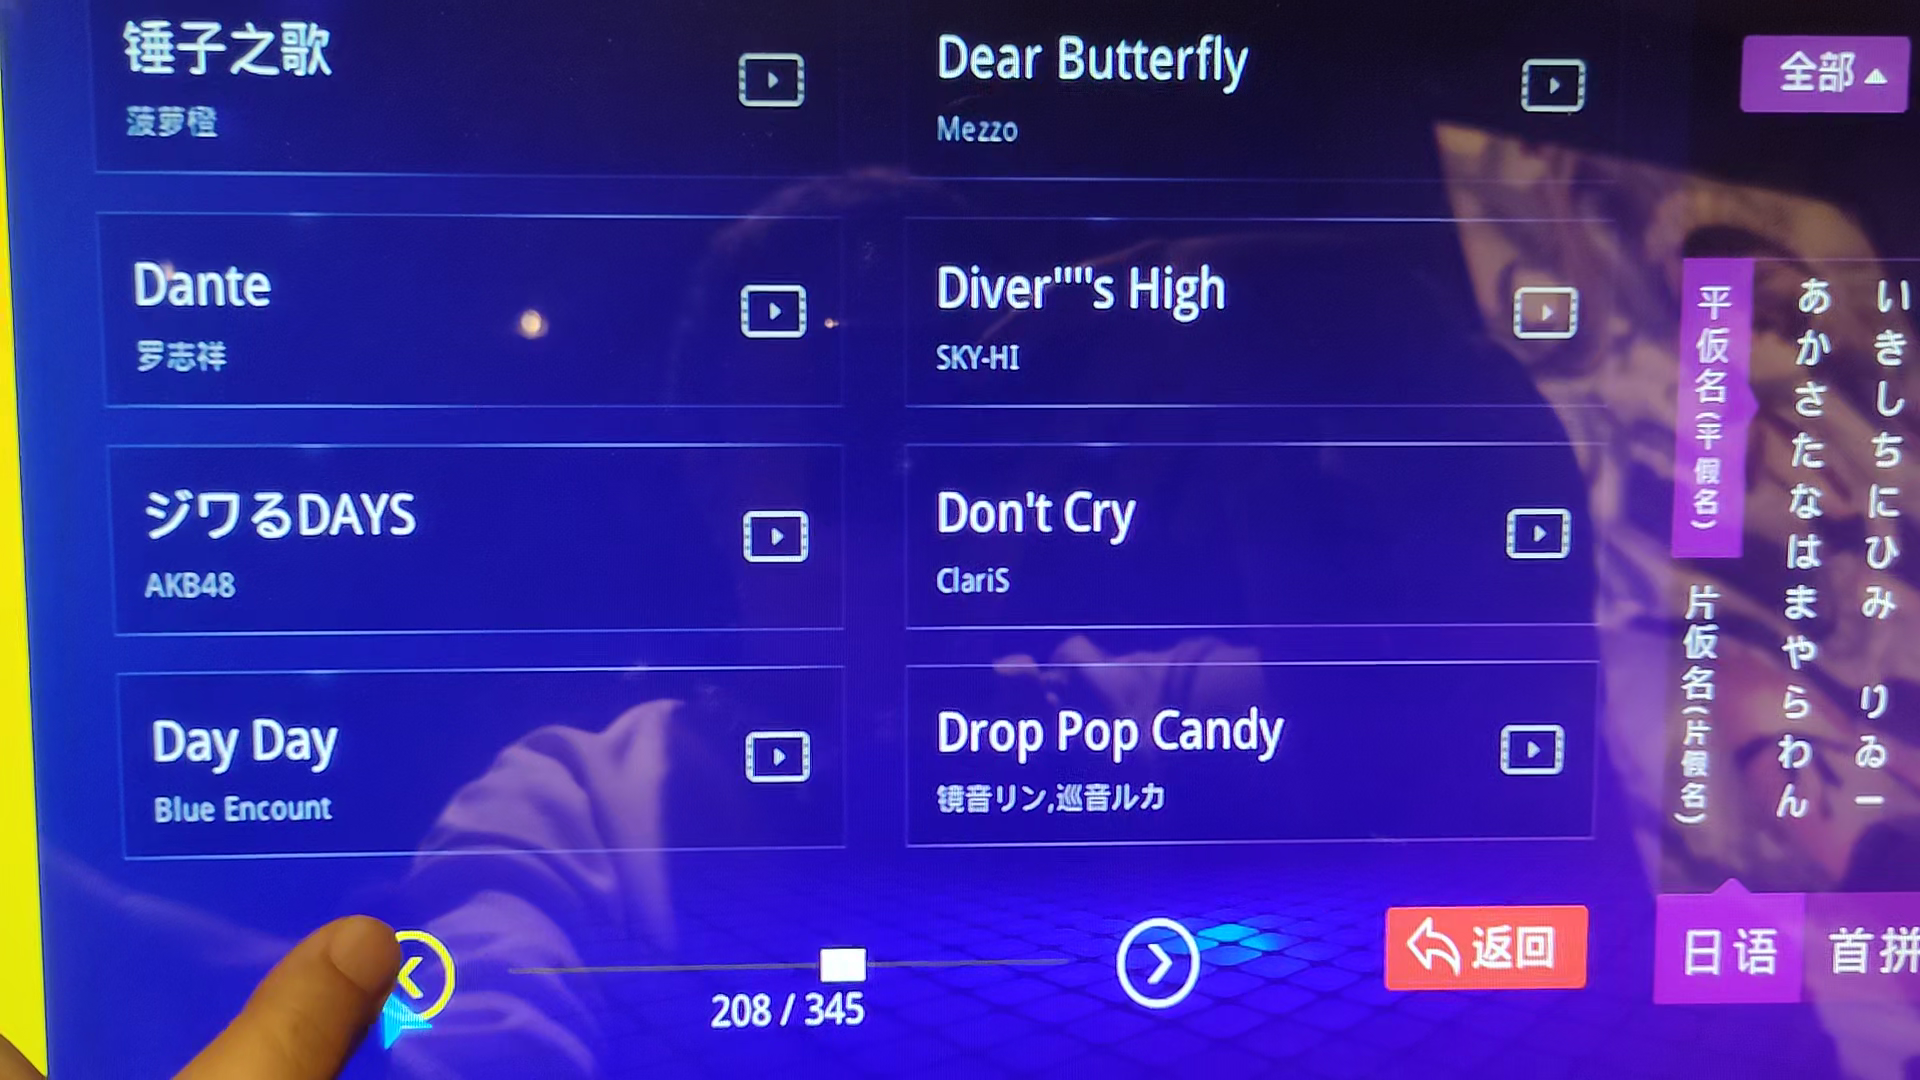 锤子之歌
菠萝橙
Dear Butterfly
Mezzo
全部
Dante
罗志祥
Diver""s High
SKY-HI
ジワるDAYS
AKB48
Don't Cry
ClariS
Day Day
Blue Encount
Drop Pop Candy
镜音リン,巡音ルカ
平仮名(平假名)
片仮名(片假名)
あかさたなはまやらわん
いきしちにひみ りゐー
208 / 345
返回
日语
首拼